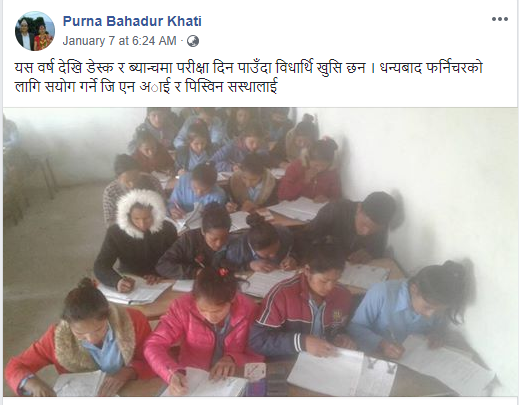 Purna Bahadur Khati
January 7 at 6:24 AM ·
यस वर्ष देखि डेस्क र ब्यान्चमा परीक्षा दिन पाउँदा विधार्थि खुसि छन । धन्यबाद फर्निचरको
लागि सयोग गर्ने जि एन अाई र पिस्विन सस्थालाई